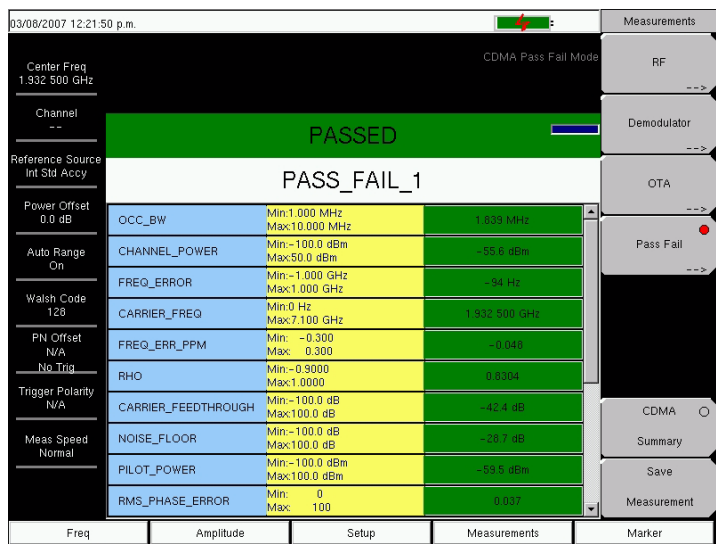 03/08/2007 12:21:50 p.m.
Measurements
CDMA Pass Fail Mode
Center Freq
1.932 500 GHz
Channel
--
Reference Source
Int Std Accy
Power Offset
0.0 dB
Auto Range
On
Walsh Code
128
PN Offset
N/A
No Trig
Trigger Polarity
N/A
Meas Speed
Normal
PASSED
PASS_FAIL_1
OCC_BW Min:1.000 MHz 1.839 MHz
Max:10.000 MHz
CHANNEL_POWER Min:-100.0 dBm -55.6 dBm
Max:50.0 dBm
FREQ_ERROR Min:-1.000 GHz -94 Hz
Max:1.000 GHz
CARRIER_FREQ Min:0 Hz 1.932 500 GHz
Max:7.100 GHz
FREQ_ERR_PPM Min: -0.300 -0.048
Max: 0.300
RHO Min:-0.9000 0.8304
Max:1.0000
CARRIER_FEEDTHROUGH Min:-100.0 dB -42.4 dB
Max:100.0 dB
NOISE_FLOOR Min:-100.0 dB -28.7 dB
Max:100.0 dB
PILOT_POWER Min:-100.0 dBm -59.5 dBm
Max:100.0 dBm
RMS_PHASE_ERROR Min: 0 0.037
Max: 100
RF
-->
Demodulator
-->
OTA
-->
Pass Fail
-->
CDMA
Summary
Save
Measurement
Freq Amplitude Setup Measurements Marker